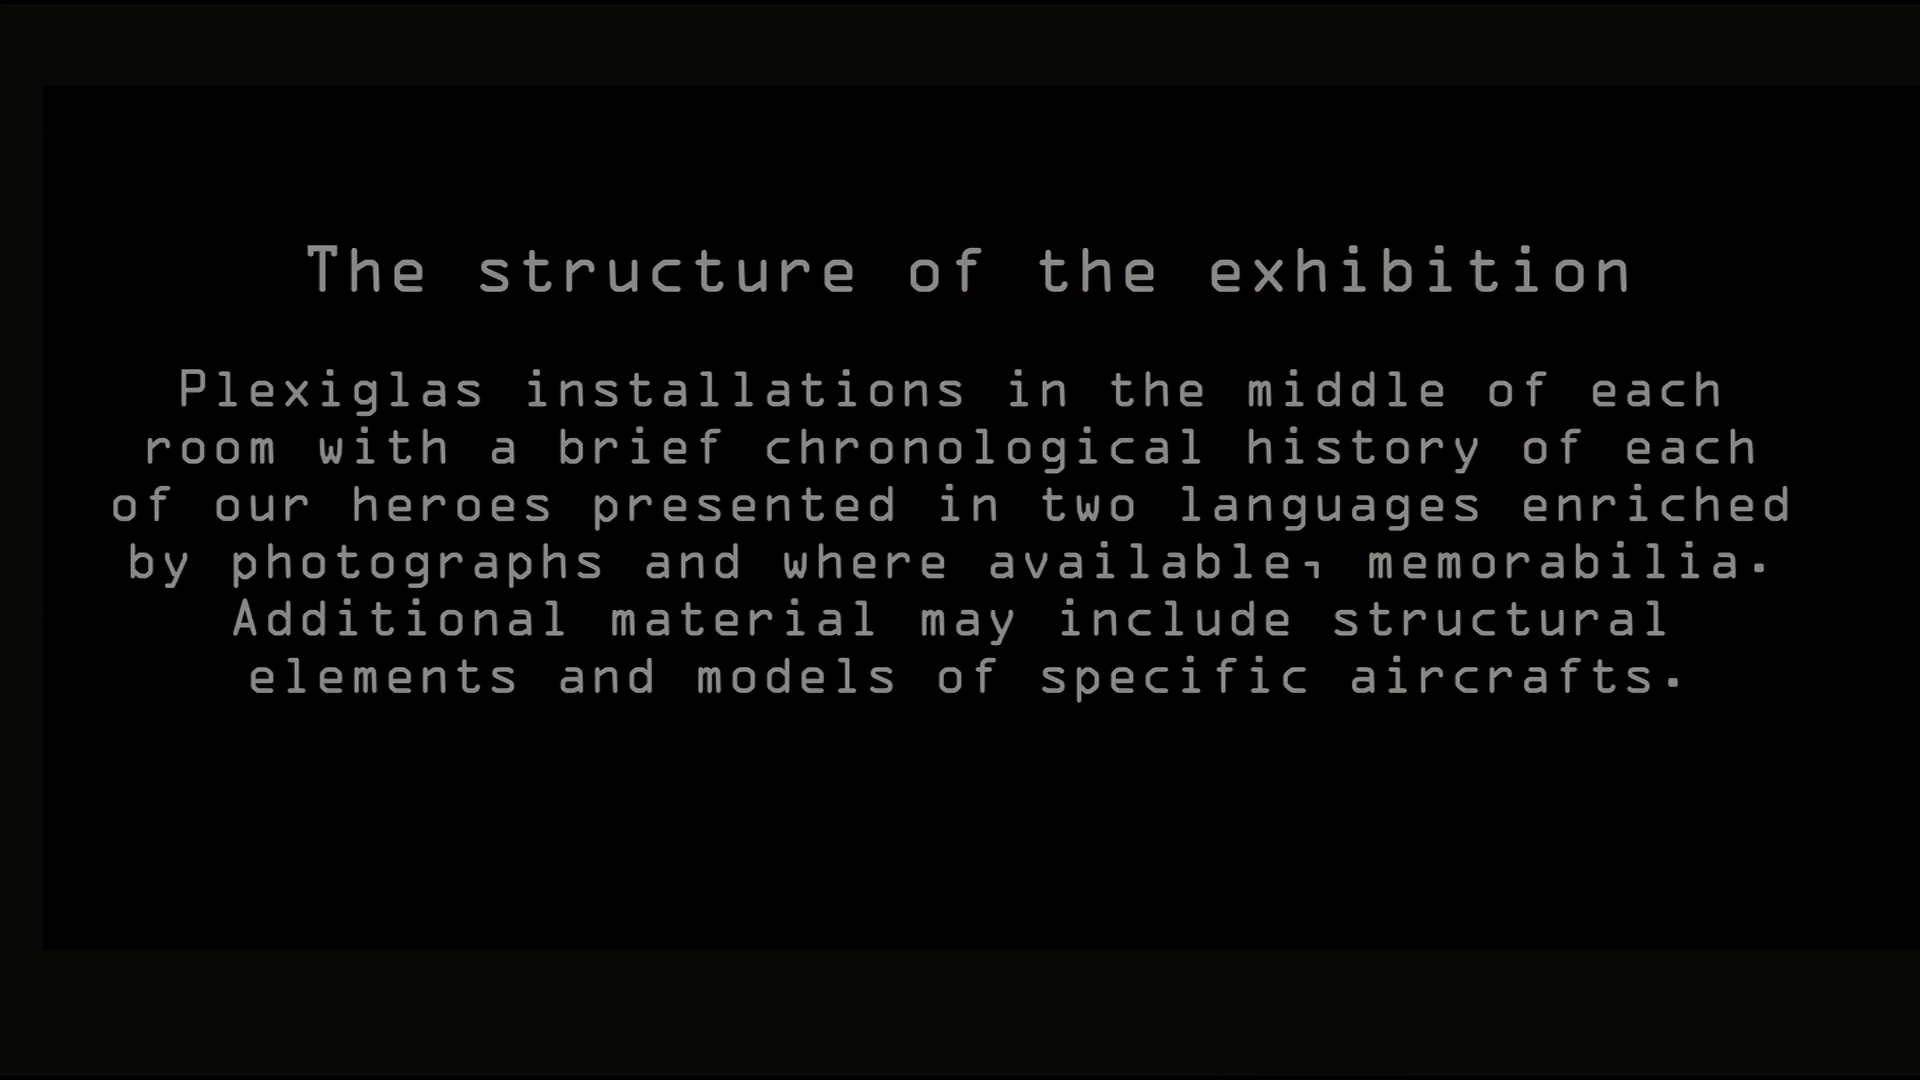 The structure of the exhibition
Plexiglas installations in the middle of each
room with a brief chronological history of each
of our heroes presented in two languages enriched
by photographs and where available, memorabilia.
Additional material may include structural
elements and models of specific aircrafts.